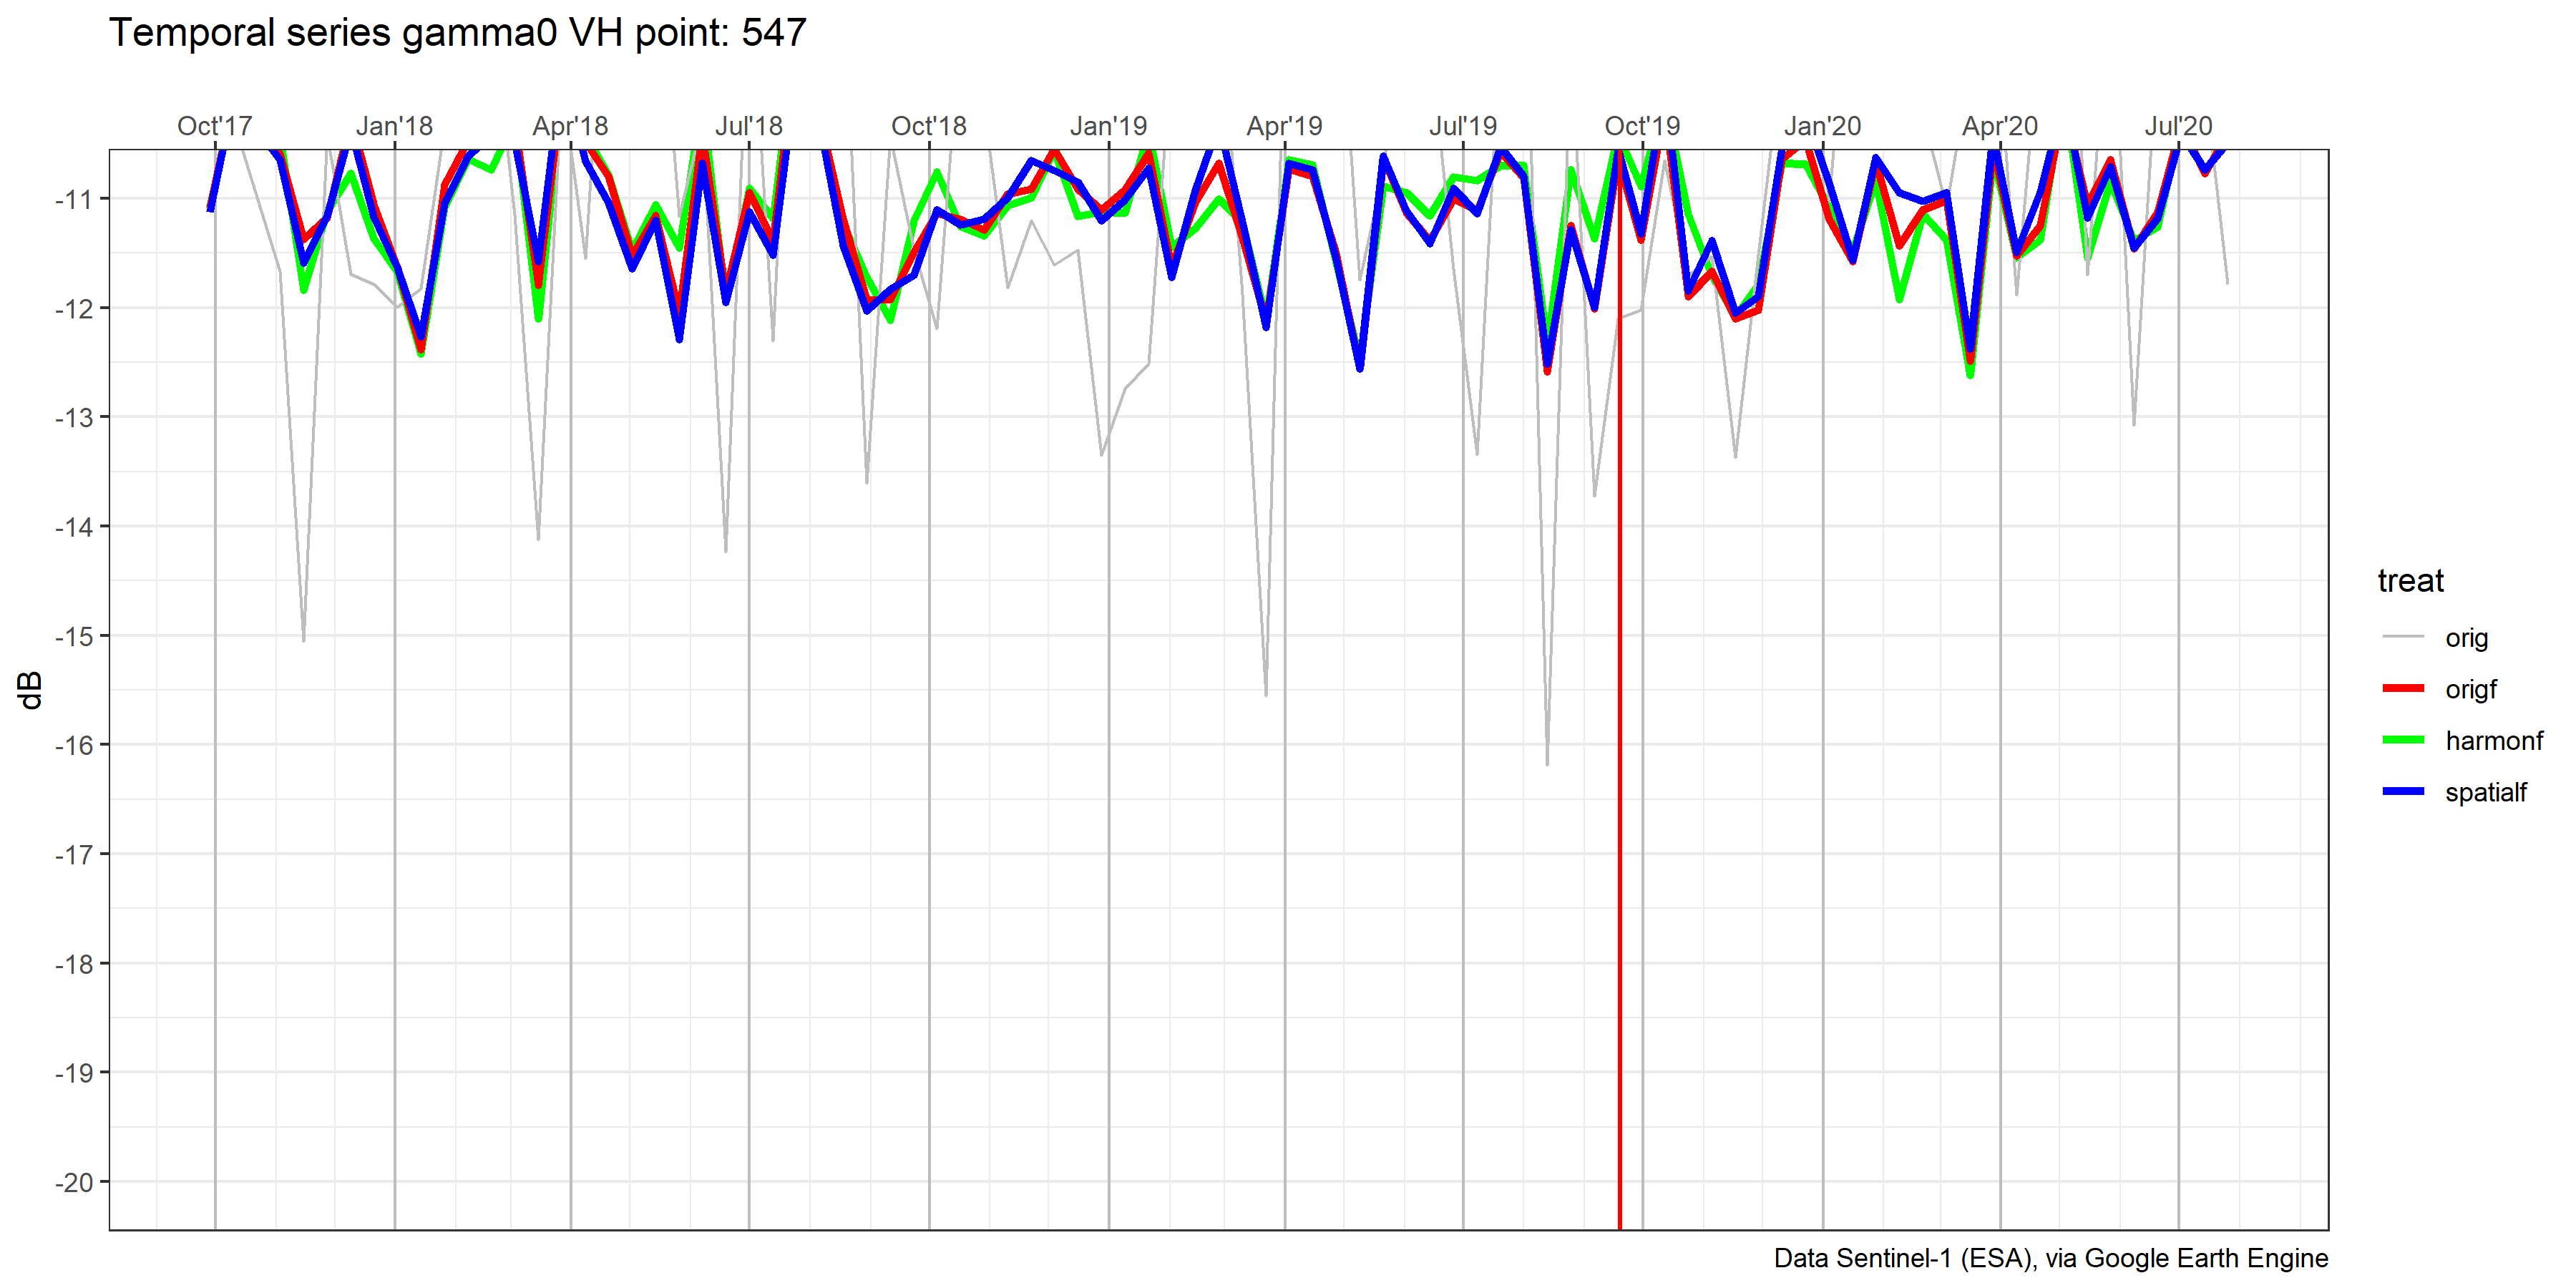 Temporal series gamma0 VH point: 547
Oct'17 Jan'18 Apr'18 Jul'18 Oct'18 Jan'19 Apr'19 Jul'19 Oct'19 Jan'20 Apr'20 Jul'20
-11
-12
-13
-14
-15
-16
-17
-18
-19
-20
dB
treat
orig
origf
harmonf
spatialf
Data Sentinel-1 (ESA), via Google Earth Engine